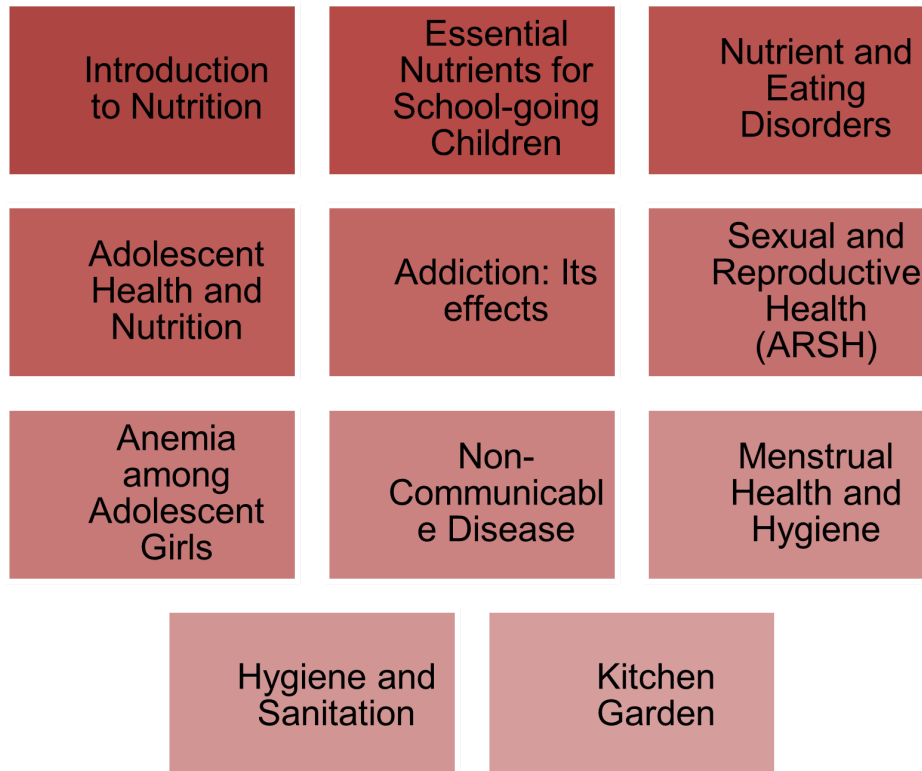 Introduction
to Nutrition
Essential
Nutrients for
School-going
Children
Nutrient and
Eating
Disorders
Adolescent
Health and
Nutrition
Addiction: Its
effects
Sexual and
Reproductive
Health
(ARSH)
Anemia
among
Adolescent
Girls
Non-
Communicabl
e Disease
Menstrual
Health and
Hygiene
Hygiene and
Sanitation
Kitchen
Garden